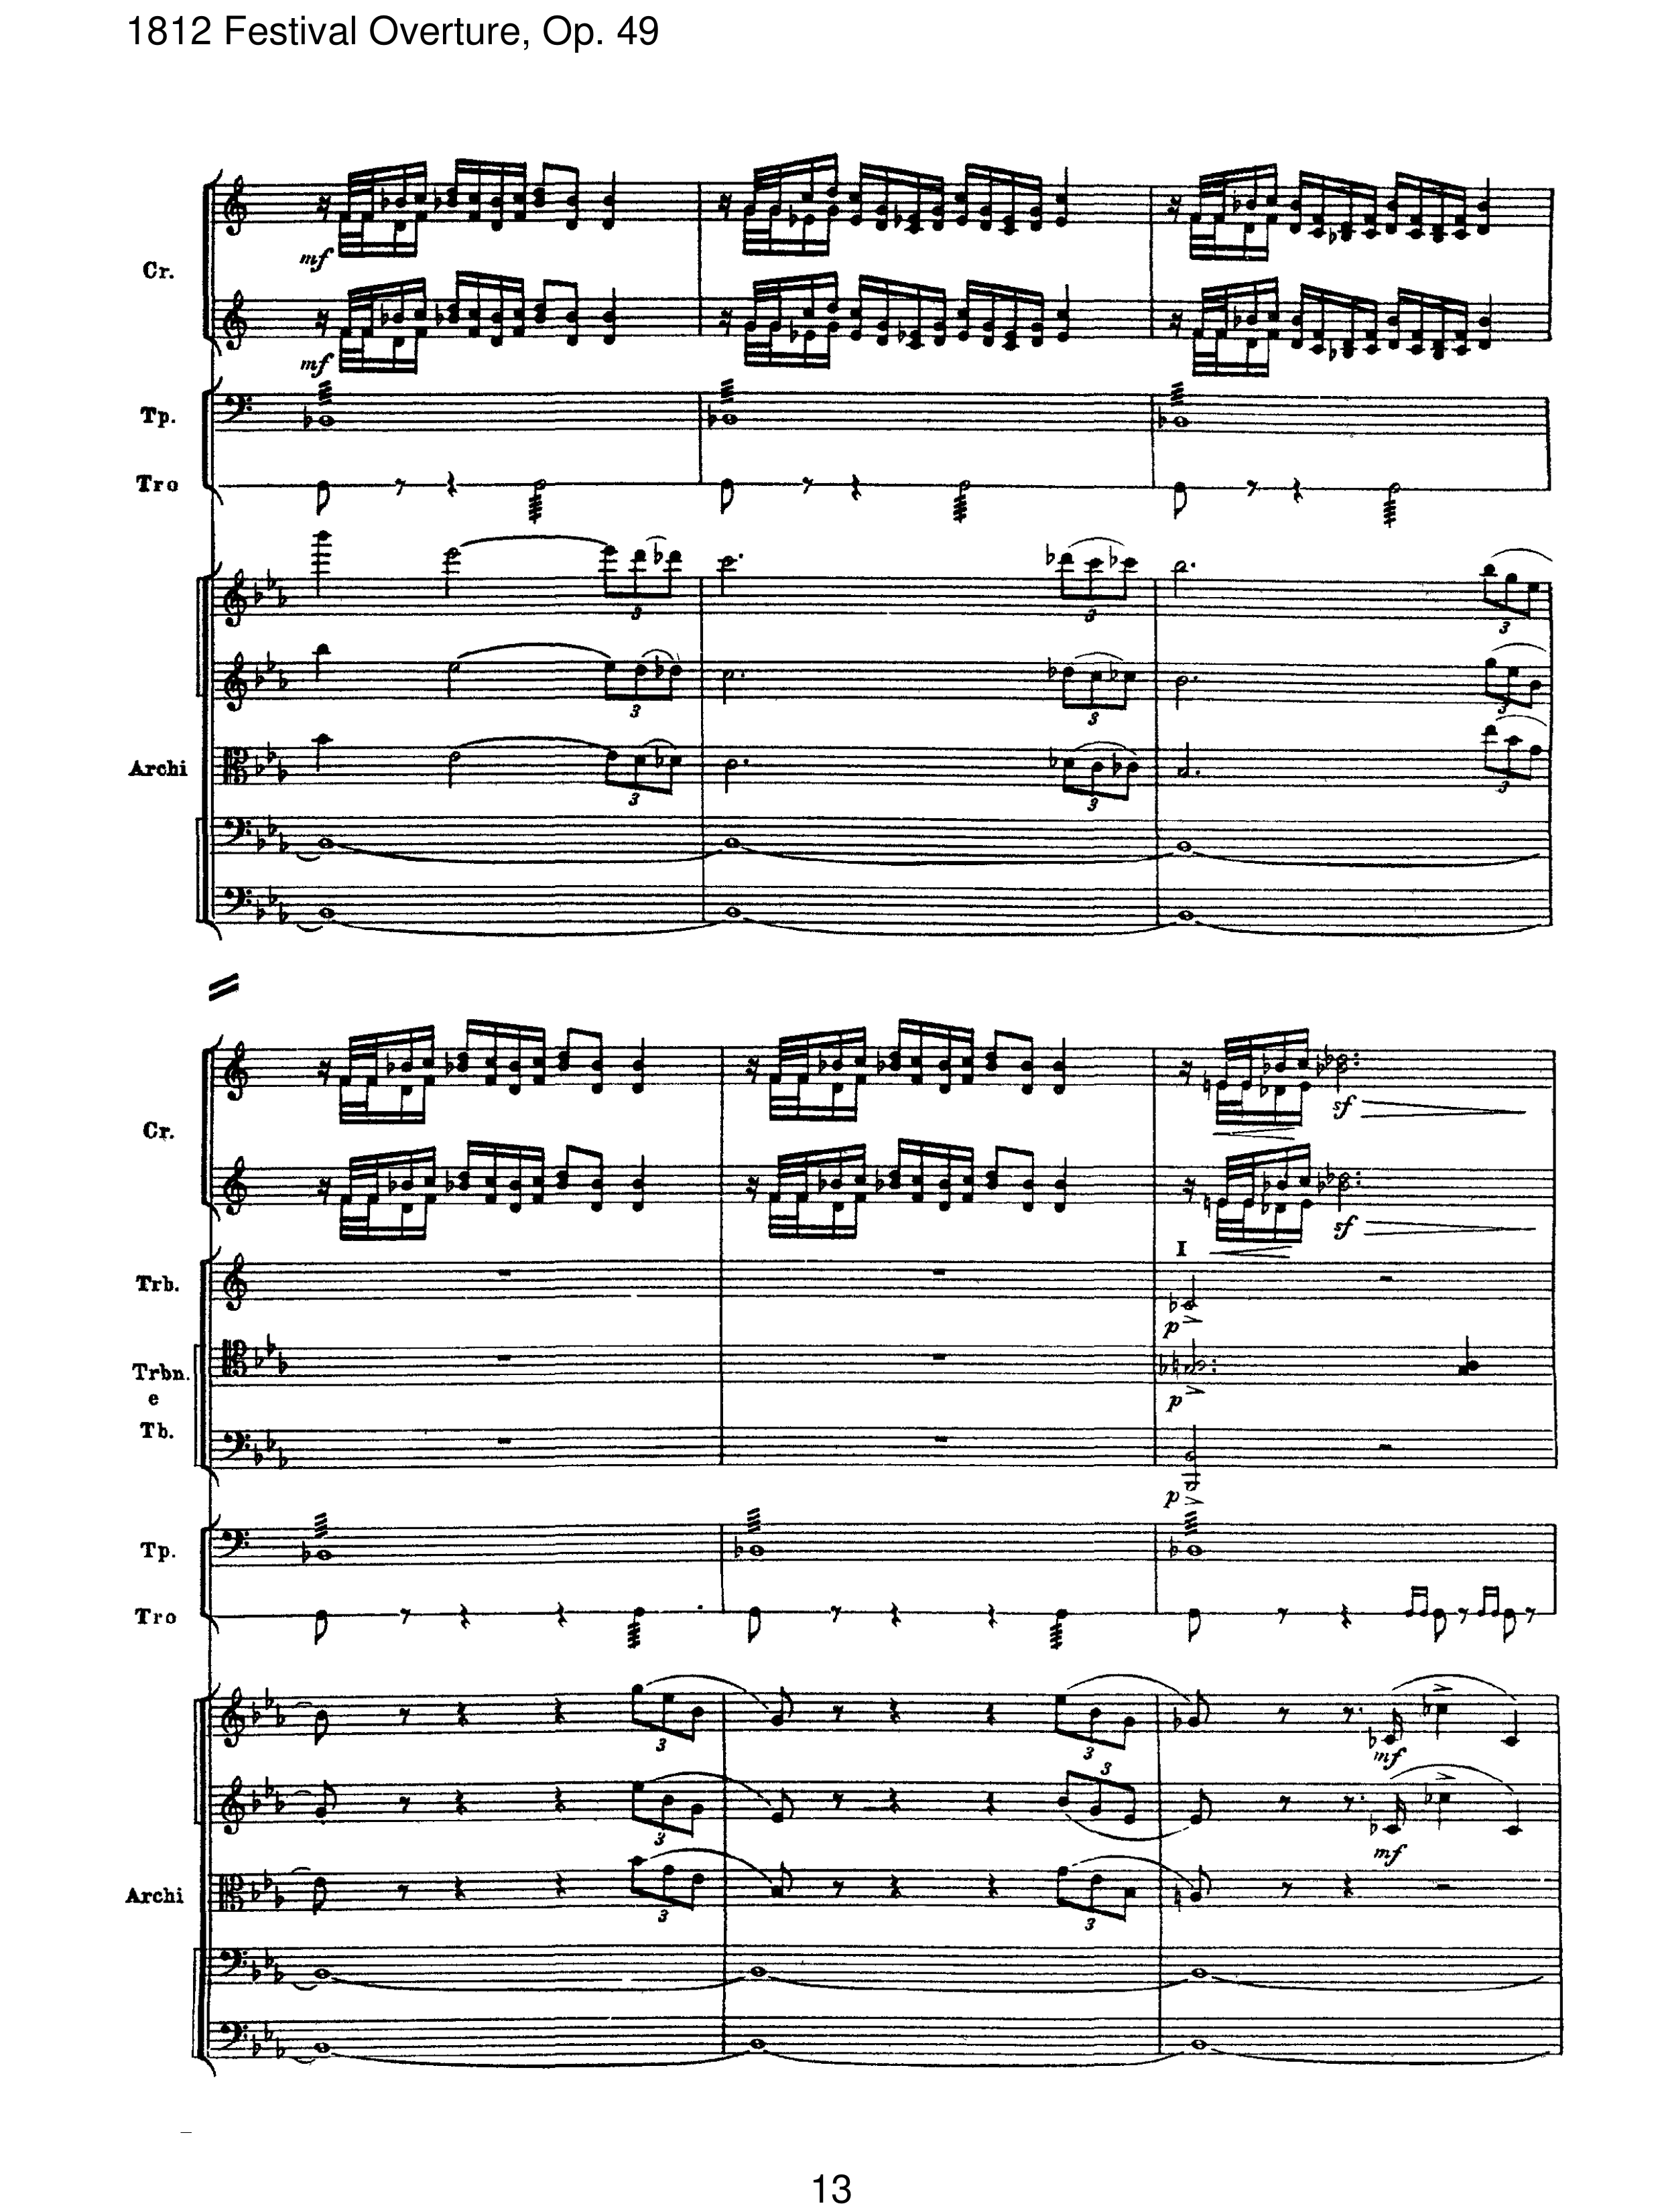 1812 Festival Overture, Op. 49
mf
Cr.
mf
Tp.
Tro
3
3
3
3
3
3
Archi
3
3
3
Cr.
sf
sf
I
Trb.
p
Trbn.
e
p
Tb.
p
Tp.
Tro
3
3
mf
3
3
mf
Archi
3
3
13